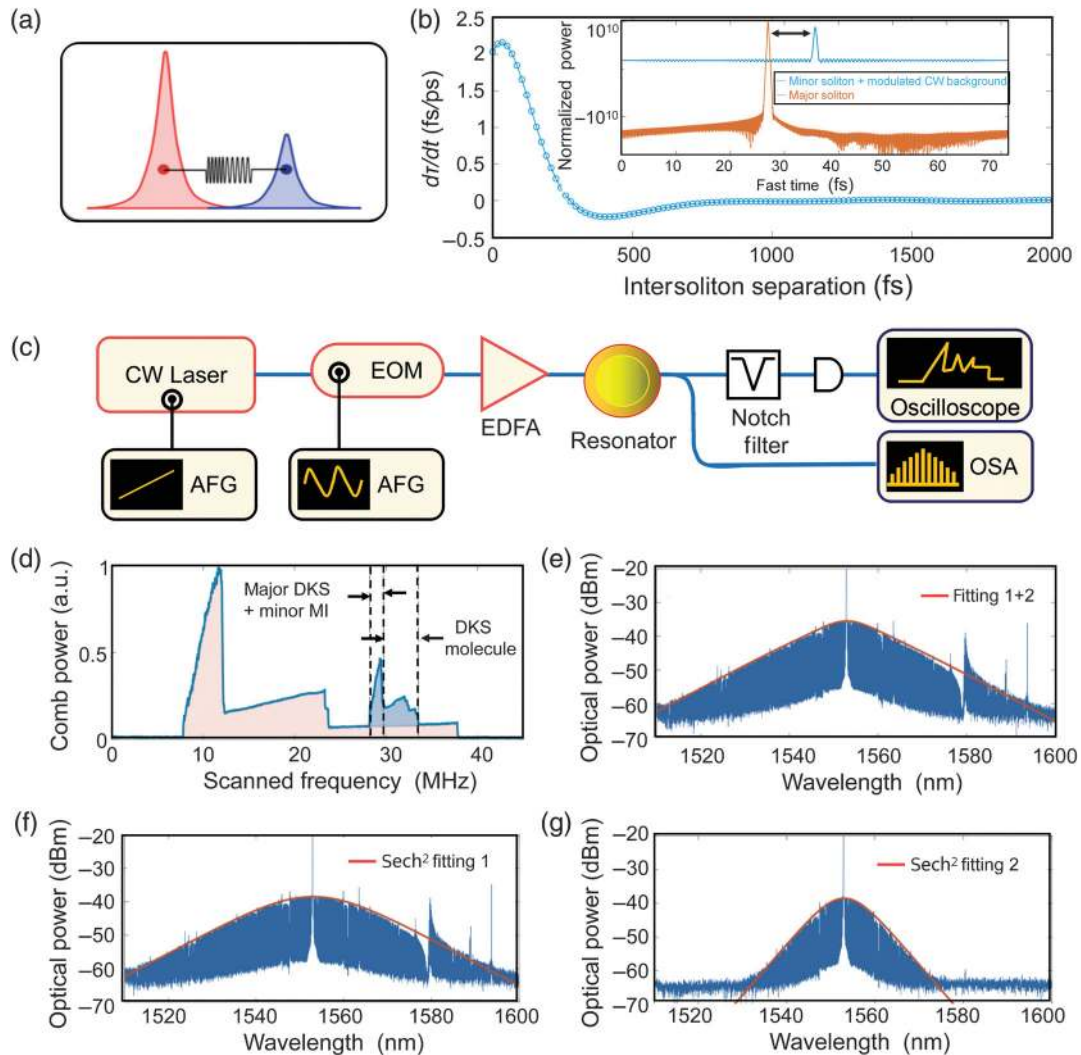 (a)
(b)
dτ/dt (fs/ps)
2.5
2
1.5
1
0.5
0
−0.5
0
500
1000
1500
2000
Intersoliton separation (fs)
Normalized power
10^10
−10^10
Minor soliton + modulated CW background
Major soliton
0 10 20 30 40 50 60 70
Fast time (fs)
(c)
CW Laser
EOM
EDFA
Resonator
Notch
filter
Oscilloscope
OSA
AFG
AFG
(d)
Comb power (a.u.)
1
0.5
0
Major DKS
+ minor MI
DKS
molecule
0 10 20 30 40
Scanned frequency (MHz)
(e)
Optical power (dBm)
−20
−30
−40
−50
−60
−70
Fitting 1+2
1520 1540 1560 1580 1600
Wavelength (nm)
(f)
Optical power (dBm)
−20
−30
−40
−50
−60
−70
Sech² fitting 1
1520 1540 1560 1580 1600
Wavelength (nm)
(g)
Optical power (dBm)
−20
−30
−40
−50
−60
−70
Sech² fitting 2
1520 1540 1560 1580 1600
Wavelength (nm)